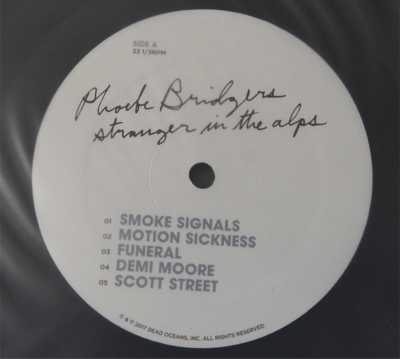 SIDE A
33 1/3RPM
Phoebe Bridgers
stranger in the alps
01 SMOKE SIGNALS
02 MOTION SICKNESS
03 FUNERAL
04 DEMI MOORE
05 SCOTT STREET
© & ℗ 2017 DEAD OCEANS, INC. ALL RIGHTS RESERVED.